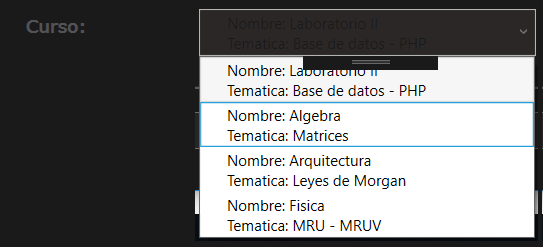 Curso:
Nombre: Laboratorio II
Tematica: Base de datos - PHP
Nombre: Laboratorio II
Tematica: Base de datos - PHP
Nombre: Algebra
Tematica: Matrices
Nombre: Arquitectura
Tematica: Leyes de Morgan
Nombre: Fisica
Tematica: MRU - MRUV